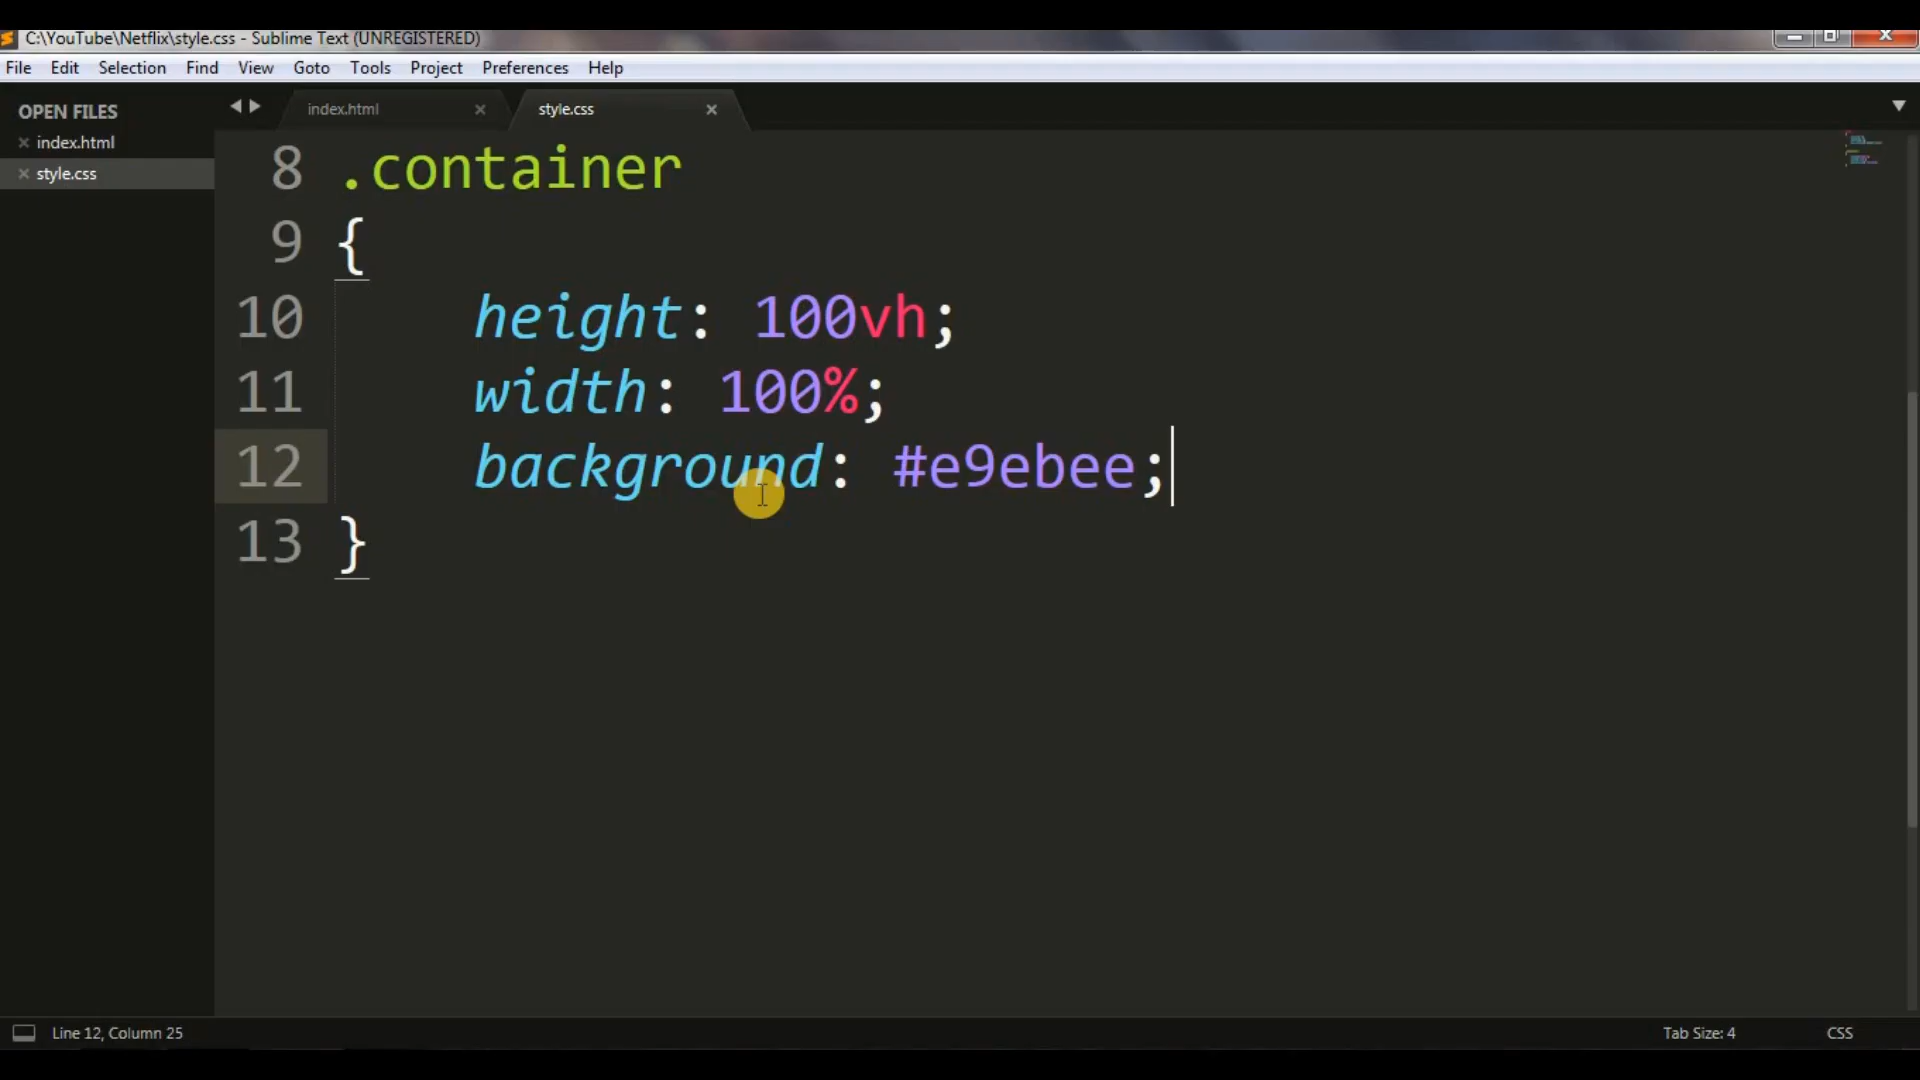 C:\YouTube\Netflix\style.css - Sublime Text (UNREGISTERED)
File Edit Selection Find View Goto Tools Project Preferences Help
OPEN FILES
index.html
style.css
index.html style.css
8 .container
9 {
10 height: 100vh;
11 width: 100%;
12 background: #e9ebee;
13 }
Line 12, Column 25 Tab Size: 4 CSS